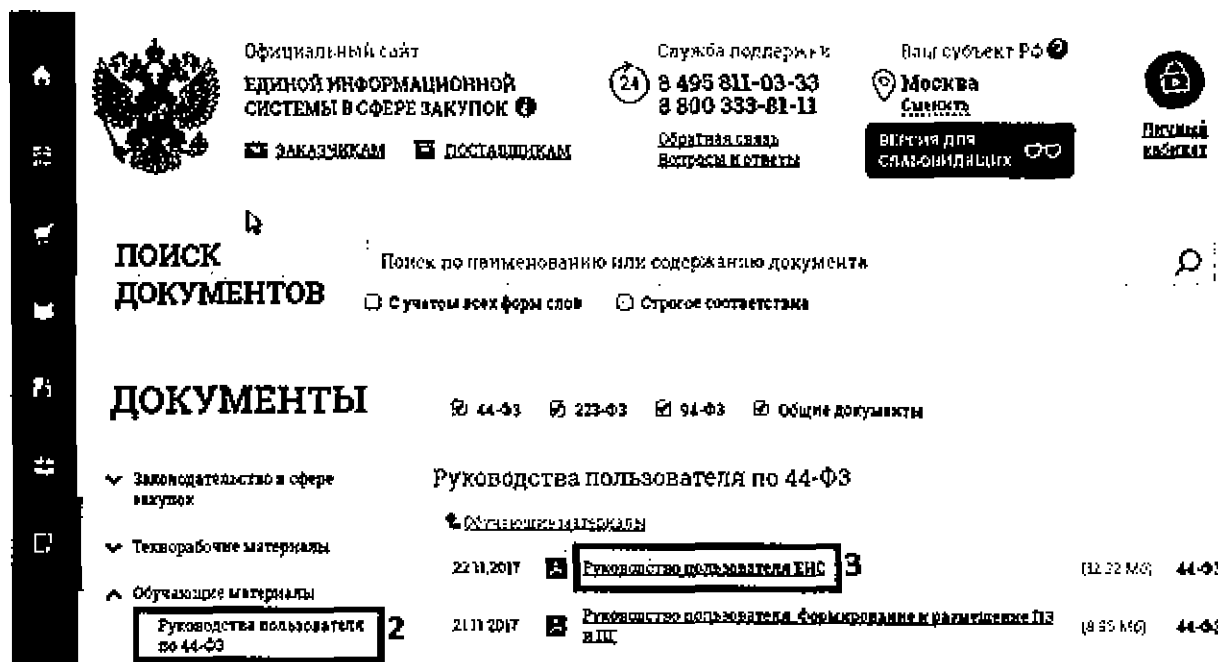 Официальный сайт
ЕДИНОЙ ИНФОРМАЦИОННОЙ
СИСТЕМЫ В СФЕРЕ ЗАКУПОК
ЗАКАЗЧИКАМ ПОСТАВЩИКАМ
Служба поддержки
24 8 495 811-03-33
8 800 333-81-11
Обратная связь
Вопросы и ответы
Ваш субъект РФ
Москва
Сменить
ВЕРСИЯ ДЛЯ
СЛАБОВИДЯЩИХ
Личный
кабинет
ПОИСК
ДОКУМЕНТОВ
Поиск по наименованию или содержанию документа
С учетом всех форм слов Строгое соответствие
ДОКУМЕНТЫ
44-ФЗ 223-ФЗ 94-ФЗ Общие документы
Законодательство в сфере
закупок
Технорабочие материалы
Обучающие материалы
Руководства пользователя
по 44-ФЗ
2
Руководства пользователя по 44-ФЗ
Обучающие материалы
22.11.2017 Руководство пользователя ЕИС 3 44-ФЗ
21.11.2017 Руководство пользователя. Формирование и размещение ПЗ
и ПГ 44-ФЗ